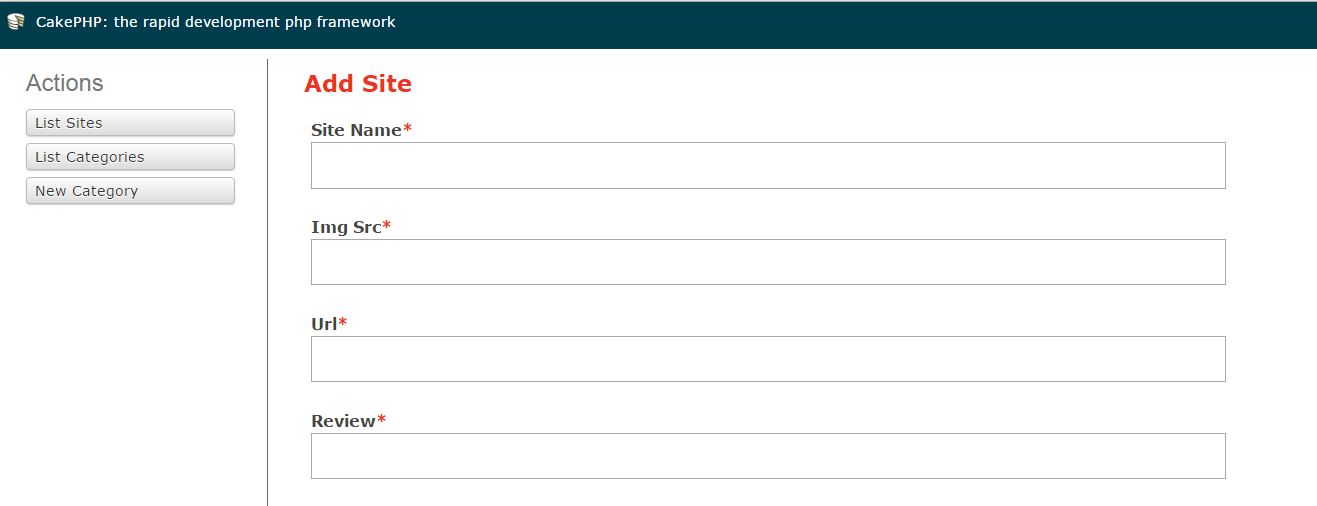 CakePHP: the rapid development php framework
Actions
List Sites
List Categories
New Category
Add Site
Site Name*
Img Src*
Url*
Review*